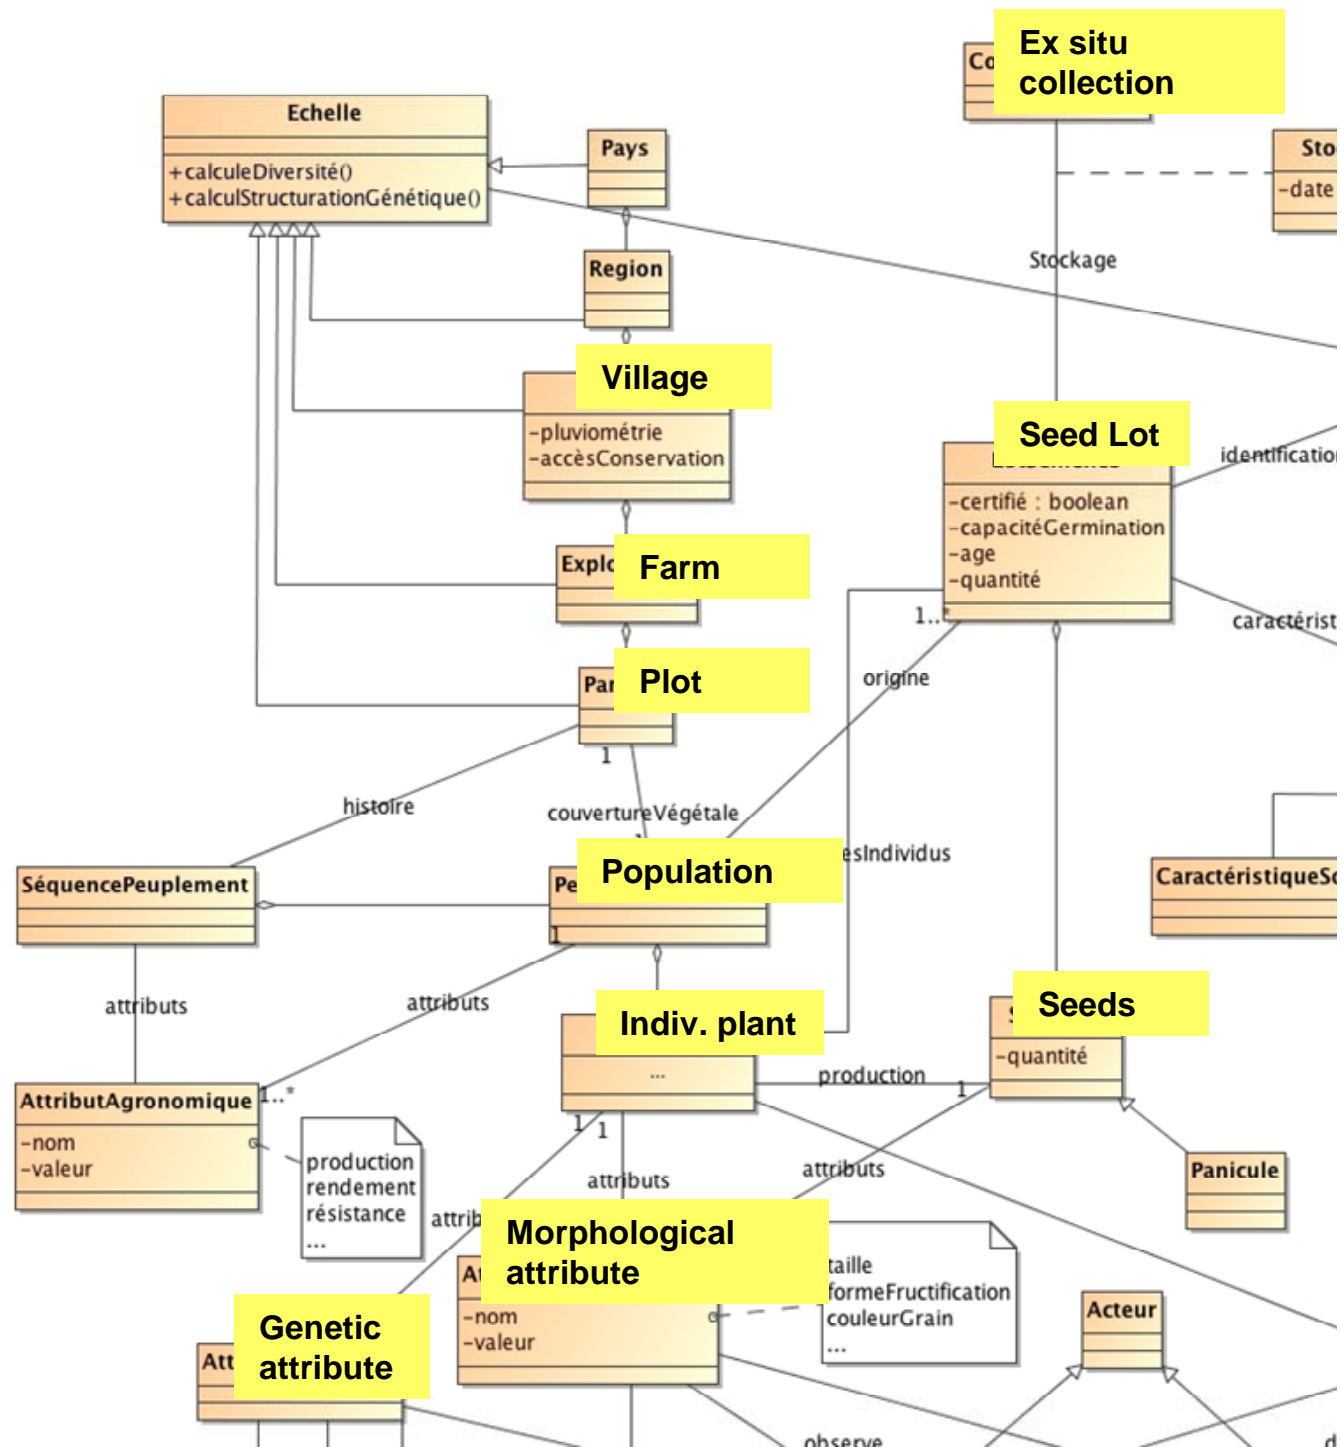 Ex situ
collection
Co
Echelle
+calculeDiversité()
+calculStructurationGénétique()
Pays
Sto
-date
Region
Stockage
Village
-pluviométrie
-accèsConservation
Seed Lot
identification
-certifié : boolean
-capacitéGermination
-age
-quantité
Explo
Farm
1..*
caractérist
Par
Plot
origine
1
histoire
couvertureVégétale
esIndividus
SéquencePeuplement
Pe
Population
1
CaractéristiqueSo
attributs
attributs
Indiv. plant
...
Seeds
-quantité
production
1
AttributAgronomique
-nom
-valeur
1..*
production
rendement
résistance
...
1
1
attributs
attributs
Panicule
attrib
Morphological
attribute
At
-nom
-valeur
taille
formeFructification
couleurGrain
...
Acteur
Genetic
attribute
Att
observe